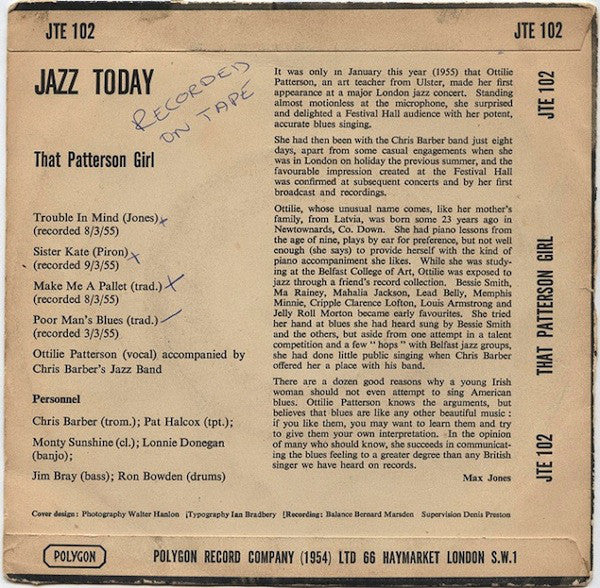 JTE 102
JTE 102
JAZZ TODAY
RECORDED
ON TAPE
That Patterson Girl
Trouble In Mind (Jones)
(recorded 8/3/55)
Sister Kate (Piron)
(recorded 9/3/55)
Make Me A Pallet (trad.)
(recorded 8/3/55)
Poor Man's Blues (trad.)
(recorded 3/3/55)
Ottilie Patterson (vocal) accompanied by
Chris Barber's Jazz Band
Personnel
Chris Barber (trom.); Pat Halcox (tpt.);
Monty Sunshine (cl.); Lonnie Donegan
(banjo);
Jim Bray (bass); Ron Bowden (drums)
It was only in January this year (1955) that Ottilie
Patterson, an art teacher from Ulster, made her first
appearance at a major London jazz concert. Standing
almost motionless at the microphone, she surprised
and delighted a Festival Hall audience with her potent,
accurate blues singing.
She had then been with the Chris Barber band just eight
days, apart from some casual engagements when she
was in London on holiday the previous summer, and the
favourable impression created at the Festival Hall
was confirmed at subsequent concerts and by her first
broadcast and recordings.
Ottilie, whose unusual name comes, like her mother's
family, from Latvia, was born some 23 years ago in
Newtownards, Co. Down. She had piano lessons from
the age of nine, plays by ear for preference, but not well
enough (she says) to provide herself with the kind of
piano accompaniment she likes. While she was study-
ing at the Belfast College of Art, Ottilie was exposed to
jazz through a friend's record collection. Bessie Smith,
Ma Rainey, Mahalia Jackson, Lead Belly, Memphis
Minnie, Cripple Clarence Lofton, Louis Armstrong and
Jelly Roll Morton became early favourites. She tried
her hand at blues she had heard sung by Bessie Smith
and the others, but aside from one attempt in a talent
competition and a few " hops " with Belfast jazz groups,
she had done little public singing when Chris Barber
offered her a place with his band.
There are a dozen good reasons why a young Irish
woman should not even attempt to sing American
blues. Ottilie Patterson knows the arguments, but
believes that blues are like any other beautiful music :
if you like them, you may want to learn them and try
to give them your own interpretation. In the opinion
of many who should know, she succeeds in communicat-
ing the blues feeling to a greater degree than any British
singer we have heard on records.
Max Jones
JTE 102
THAT PATTERSON GIRL
JTE 102
Cover design : Photography Walter Hanlon [Typography Ian Bradbery [Recording: Balance Bernard Marsden Supervision Denis Preston
POLYGON
POLYGON RECORD COMPANY (1954) LTD 66 HAYMARKET LONDON S.W.1